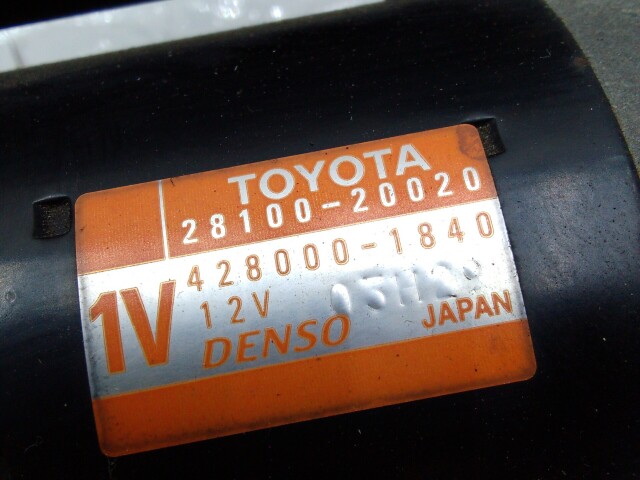 TOYOTA
28100-20020
428000-1840
1V
12V
DENSO
JAPAN